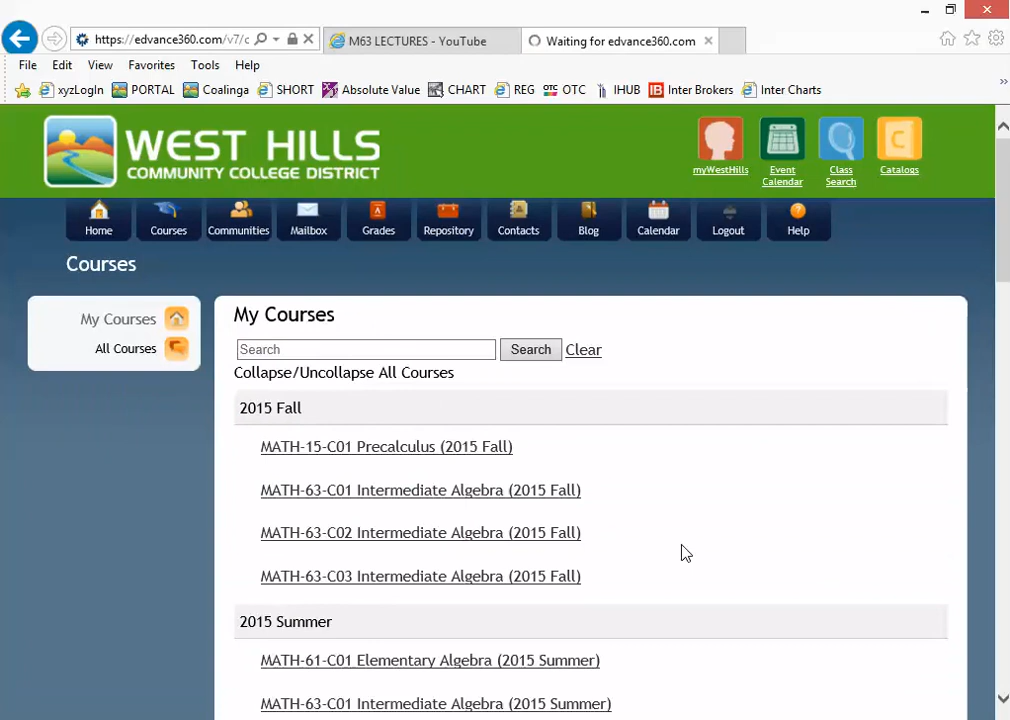 https://edvance360.com/v7/c
M63 LECTURES - YouTube
Waiting for edvance360.com
File Edit View Favorites Tools Help
xyzLogIn PORTAL Coalinga SHORT Absolute Value CHART REG OTC IHUB Inter Brokers Inter Charts
WEST HILLS
COMMUNITY COLLEGE DISTRICT
myWestHills
Event
Calendar
Class
Search
Catalogs
Home Courses Communities Mailbox Grades Repository Contacts Blog Calendar Logout Help
Courses
My Courses
All Courses
My Courses
Search Search Clear
Collapse/Uncollapse All Courses
2015 Fall
MATH-15-C01 Precalculus (2015 Fall)
MATH-63-C01 Intermediate Algebra (2015 Fall)
MATH-63-C02 Intermediate Algebra (2015 Fall)
MATH-63-C03 Intermediate Algebra (2015 Fall)
2015 Summer
MATH-61-C01 Elementary Algebra (2015 Summer)
MATH-63-C01 Intermediate Algebra (2015 Summer)